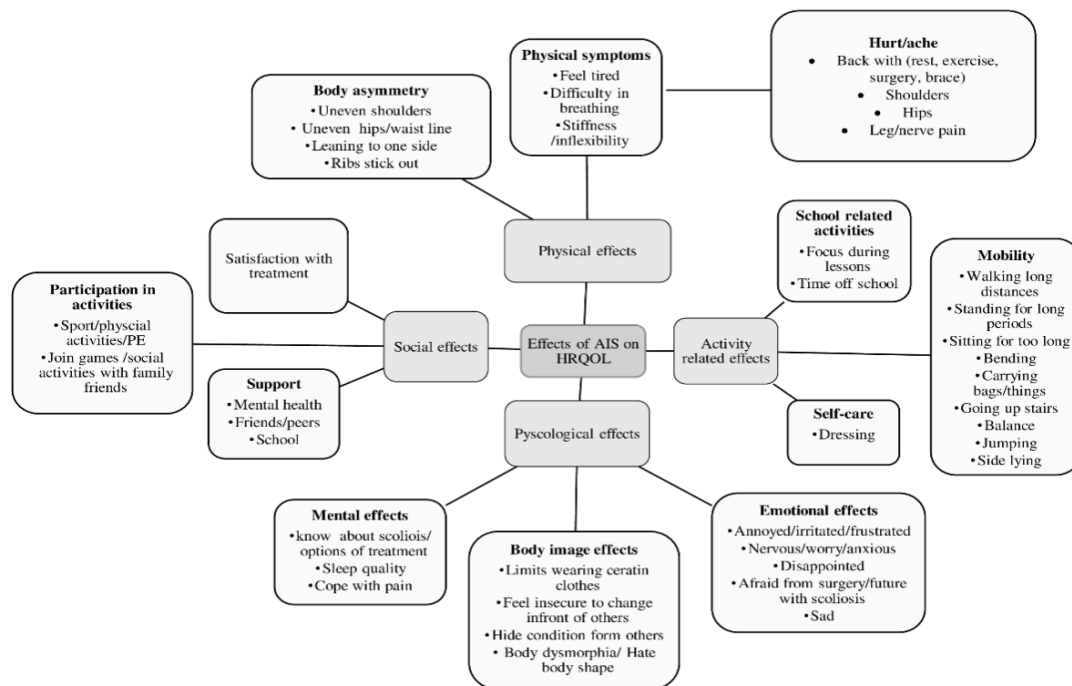 Physical symptoms
•Feel tired
•Difficulty in
breathing
•Stiffness
/inflexibility
Hurt/ache
• Back with (rest, exercise,
surgery, brace)
• Shoulders
• Hips
• Leg/nerve pain
Body asymmetry
•Uneven shoulders
•Uneven hips/waist line
•Leaning to one side
•Ribs stick out
Physical effects
School related
activities
•Focus during
lessons
•Time off school
Satisfaction with
treatment
Mobility
•Walking long
distances
•Standing for long
periods
•Sitting for too long
•Bending
•Carrying
bags/things
•Going up stairs
•Balance
•Jumping
•Side lying
Participation in
activities
•Sport/physcial
activities/PE
•Join games /social
activities with family
friends
Social effects
Effects of AIS on
HRQOL
Activity
related effects
Support
•Mental health
•Friends/peers
•School
Self-care
•Dressing
Pyscological effects
Mental effects
•know about scoliois/
options of treatment
•Sleep quality
•Cope with pain
Body image effects
•Limits wearing ceratin
clothes
•Feel insecure to change
infront of others
•Hide condition form others
• Body dysmorphia/ Hate
body shape
Emotional effects
•Annoyed/irritated/frustrated
•Nervous/worry/anxious
•Disappointed
•Afraid from surgery/future
with scoliosis
•Sad